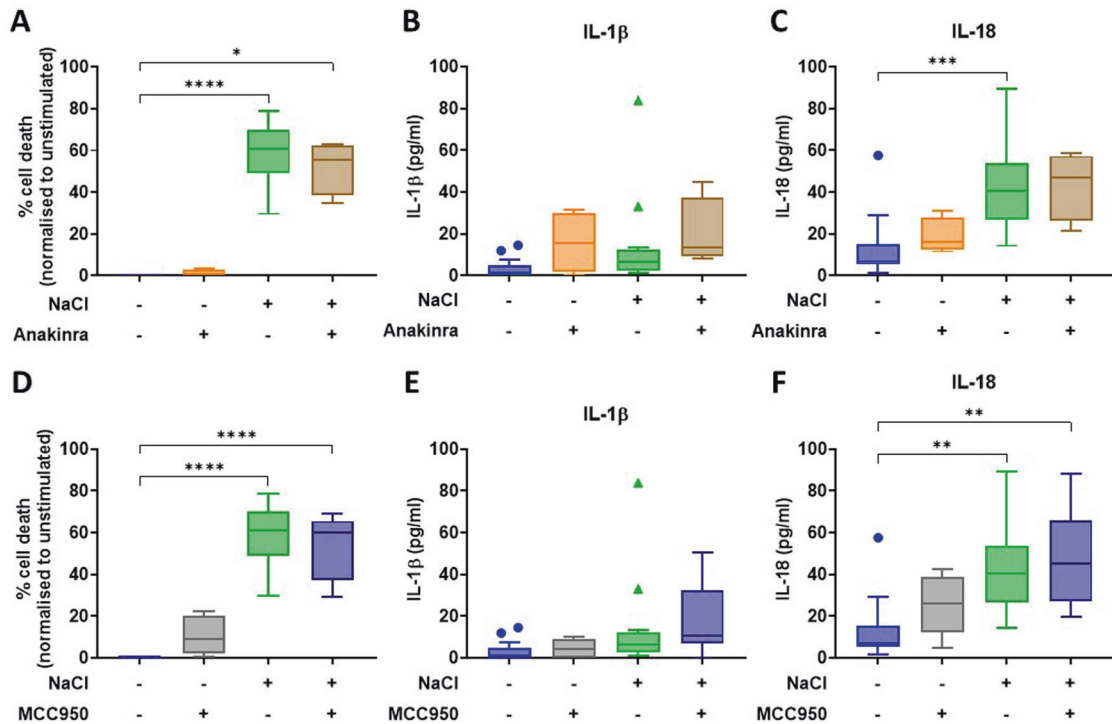 A
% cell death
(normalised to unstimulated)
100
80
60
40
20
0
*
****
NaCl - - + +
Anakinra - + - +
B
IL-1β
IL-1β (pg/ml)
100
80
60
40
20
0
NaCl - - + +
Anakinra - + - +
C
IL-18
IL-18 (pg/ml)
100
80
60
40
20
0
***
NaCl - - + +
Anakinra - + - +
D
% cell death
(normalised to unstimulated)
100
80
60
40
20
0
****
****
NaCl - - + +
MCC950 - + - +
E
IL-1β
IL-1β (pg/ml)
100
80
60
40
20
0
NaCl - - + +
MCC950 - + - +
F
IL-18
IL-18 (pg/ml)
100
80
60
40
20
0
**
**
NaCl - - + +
MCC950 - + - +